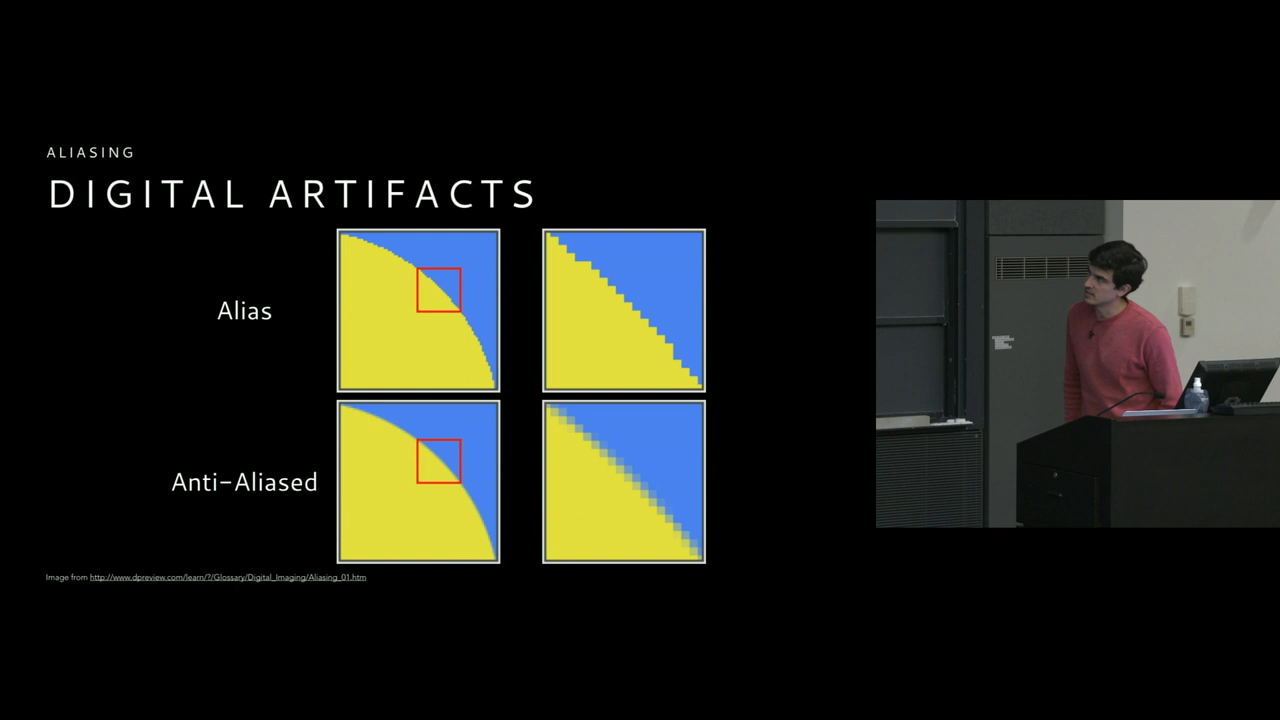 ALIASING
DIGITAL ARTIFACTS
Alias
Anti-Aliased
Image from http://www.dpreview.com/learn/?/Glossary/Digital_Imaging/Aliasing_01.htm